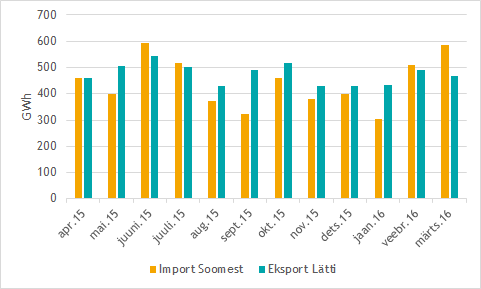 700
600
500
400
300
200
100
0
GWh
apr.15
mai.15
juuni.15
juuli.15
aug.15
sept.15
okt.15
nov.15
dets.15
jaan.16
veebr.16
märts.16
Import Soomest
Eksport Lätti